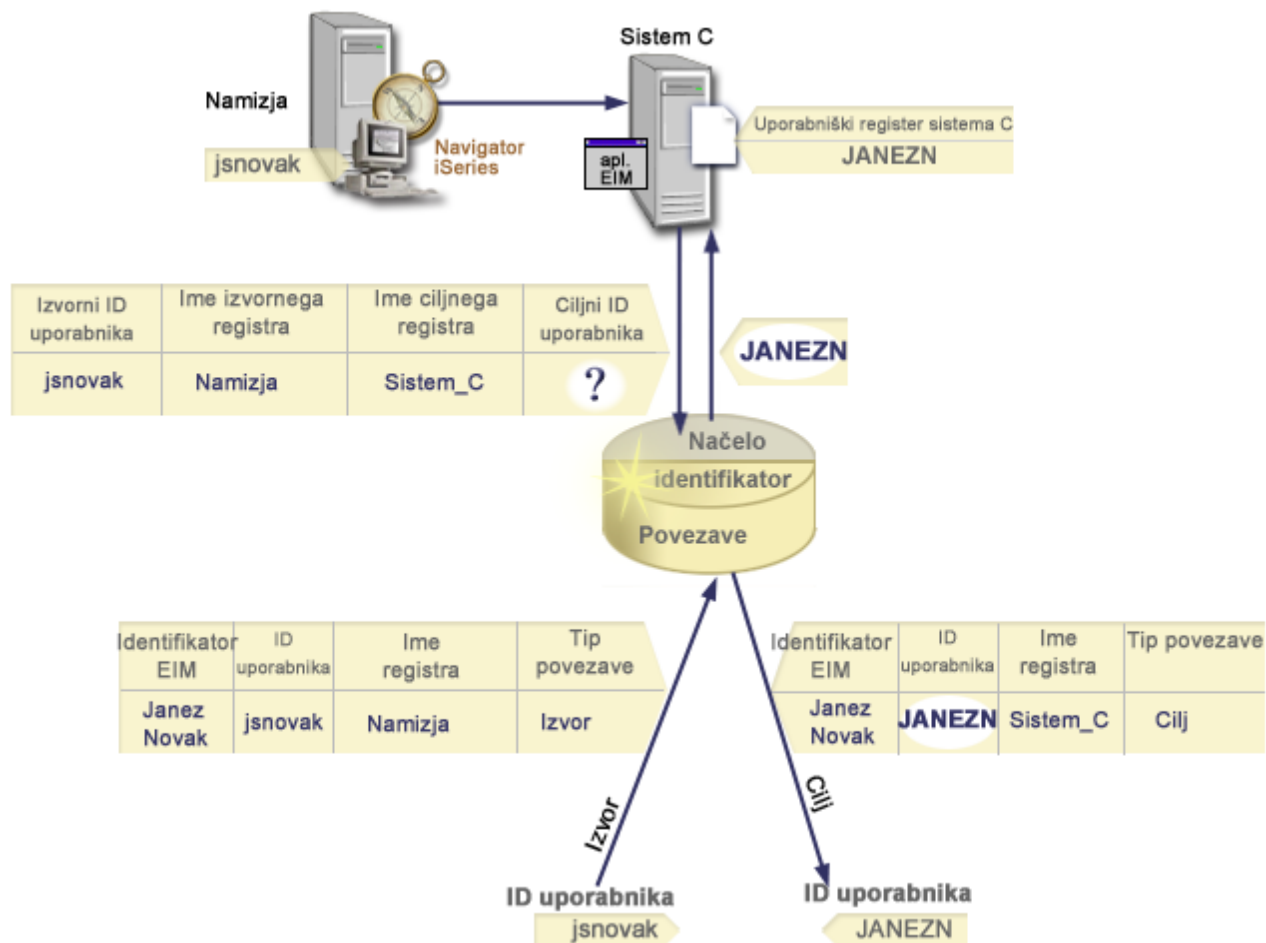 Sistem C
Namizja
jsnovak
Navigator
iSeries
apl.
EIM
Uporabniški register sistema C
JANEZN
Izvorni ID
uporabnika
Ime izvornega
registra
Ime ciljnega
registra
Ciljni ID
uporabnika
jsnovak
Namizja
Sistem_C
?
JANEZN
Načelo
identifikator
Povezave
Identifikator
EIM
ID
uporabnika
Ime
registra
Tip
povezave
Janez
Novak
jsnovak
Namizja
Izvor
Identifikator
EIM
ID
uporabnika
Ime
registra
Tip povezave
Janez
Novak
JANEZN
Sistem_C
Cilj
Izvor
Cilj
ID uporabnika
jsnovak
ID uporabnika
JANEZN